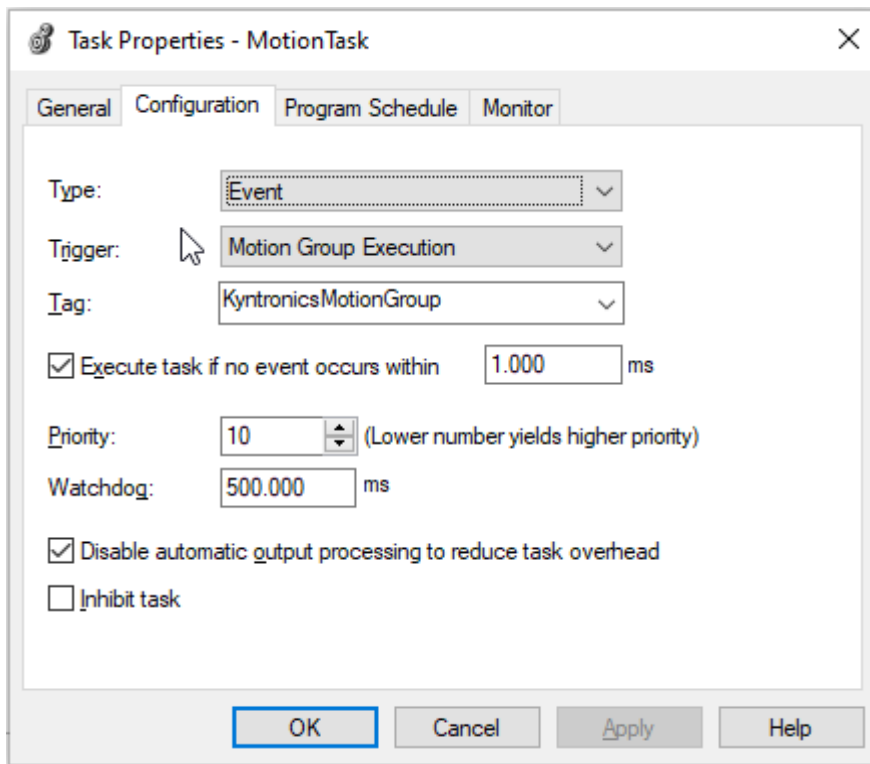 Task Properties - MotionTask
General Configuration Program Schedule Monitor
Type: Event
Trigger: Motion Group Execution
Tag: KyntronicsMotionGroup
Execute task if no event occurs within 1.000 ms
Priority: 10 (Lower number yields higher priority)
Watchdog: 500.000 ms
Disable automatic output processing to reduce task overhead
Inhibit task
OK Cancel Apply Help